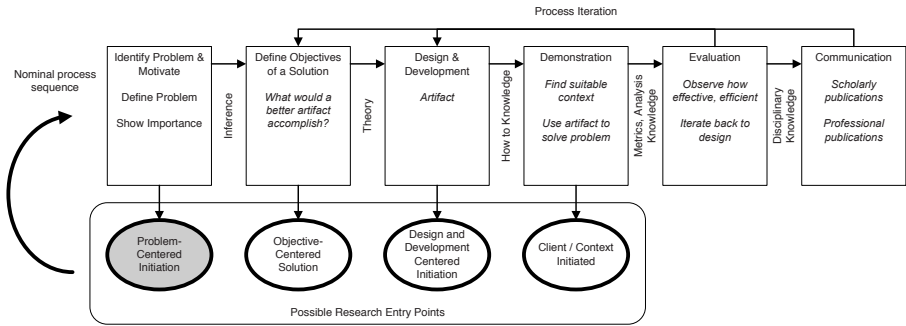 Process Iteration
Nominal process
sequence
Identify Problem &
Motivate
Define Problem
Show Importance
Inference
Define Objectives
of a Solution
What would a
better artifact
accomplish?
Theory
Design &
Development
Artifact
How to Knowledge
Demonstration
Find suitable
context
Use artifact to
solve problem
Metrics, Analysis
Knowledge
Evaluation
Observe how
effective, efficient
Iterate back to
design
Disciplinary
Knowledge
Communication
Scholarly
publications
Professional
publications
Problem-
Centered
Initiation
Objective-
Centered
Solution
Design and
Development
Centered
Initiation
Client / Context
Initiated
Possible Research Entry Points